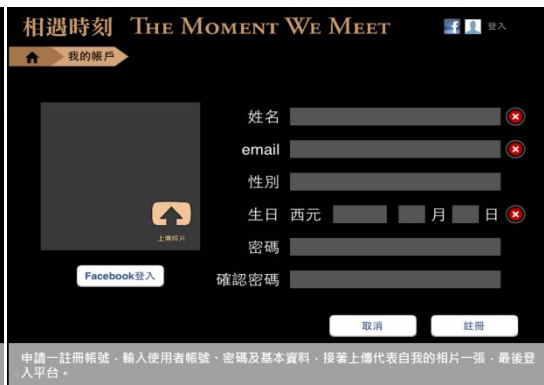 相遇時刻 THE MOMENT WE MEET
登入
我的帳戶
姓名
email
性別
生日 西元 月 日
密碼
確認密碼
上傳照片
Facebook登入
取消 註冊
申請一註冊帳號,輸入使用者帳號、密碼及基本資料,接著上傳代表自我的相片一張,最後登
入平台。